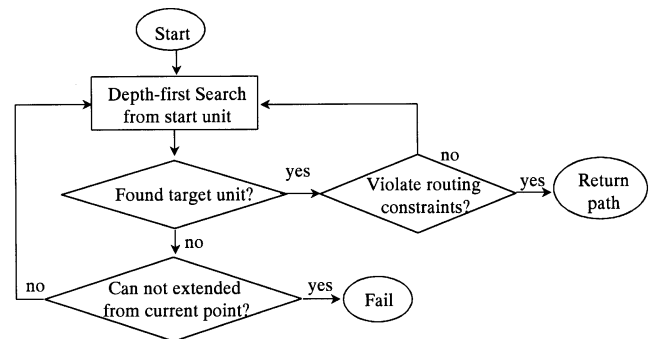 Start
Depth-first Search
from start unit
Found target unit?
yes
Violate routing
constraints?
no
yes
Return
path
no
Can not extended
from current point?
no
yes
Fail